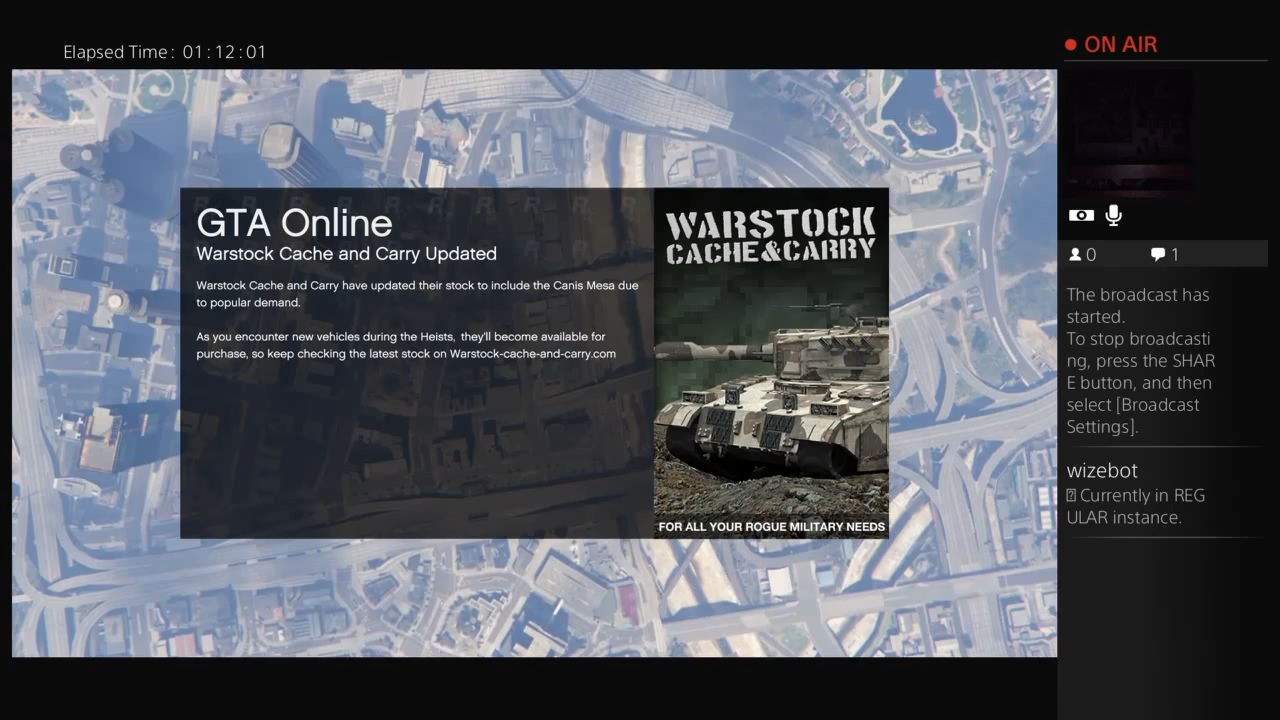 Elapsed Time: 01:12:01
ON AIR
GTA Online
Warstock Cache and Carry Updated
Warstock Cache and Carry have updated their stock to include the Canis Mesa due
to popular demand.
As you encounter new vehicles during the Heists, they'll become available for
purchase, so keep checking the latest stock on Warstock-cache-and-carry.com
WARSTOCK
CACHE&CARRY
FOR ALL YOUR ROGUE MILITARY NEEDS
0
1
The broadcast has
started.
To stop broadcasti
ng, press the SHAR
E button, and then
select [Broadcast
Settings].
wizebot
Currently in REG
ULAR instance.